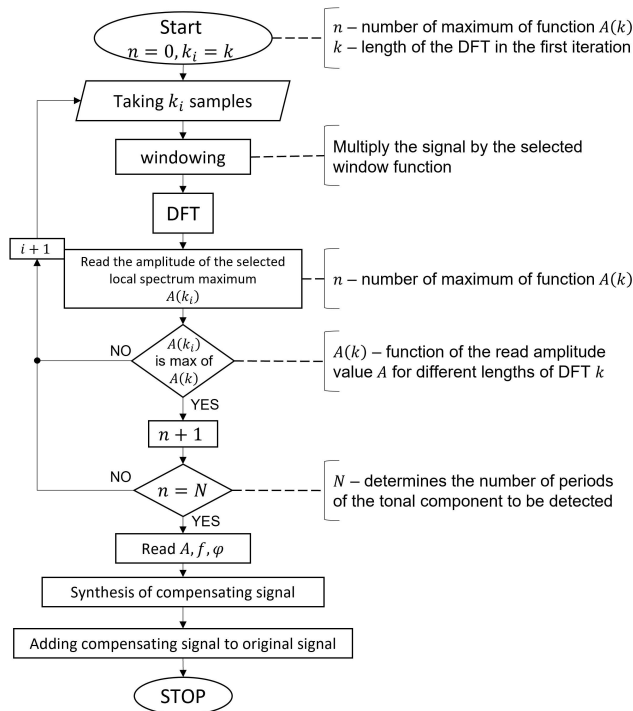 Start
n = 0, k_i = k
n – number of maximum of function A(k)
k – length of the DFT in the first iteration
Taking k_i samples
windowing
Multiply the signal by the selected
window function
DFT
i + 1
Read the amplitude of the selected
local spectrum maximum
A(k_i)
n – number of maximum of function A(k)
NO
A(k_i)
is max of
A(k)
A(k) – function of the read amplitude
value A for different lengths of DFT k
YES
n + 1
NO
n = N
N – determines the number of periods
of the tonal component to be detected
YES
Read A, f, φ
Synthesis of compensating signal
Adding compensating signal to original signal
STOP